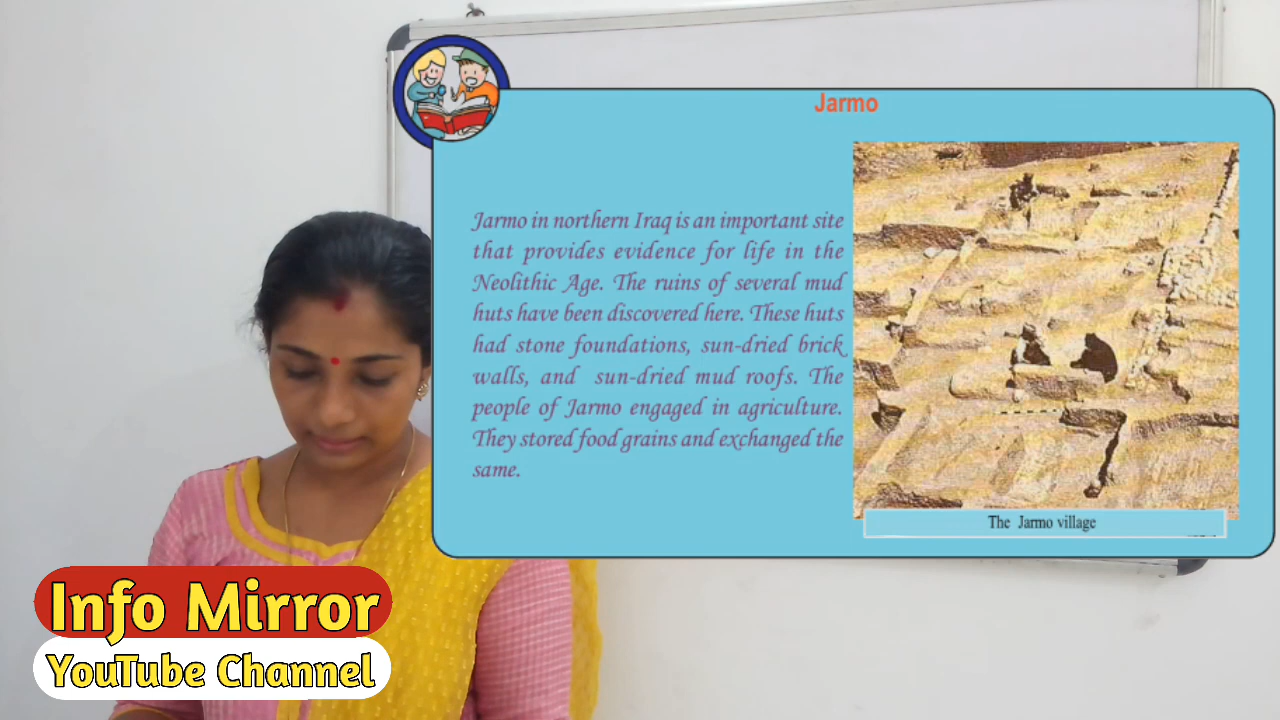 Jarmo
Jarmo in northern Iraq is an important site
that provides evidence for life in the
Neolithic Age. The ruins of several mud
huts have been discovered here. These huts
had stone foundations, sun-dried brick
walls, and sun-dried mud roofs. The
people of Jarmo engaged in agriculture.
They stored food grains and exchanged the
same.
The Jarmo village
Info Mirror
YouTube Channel